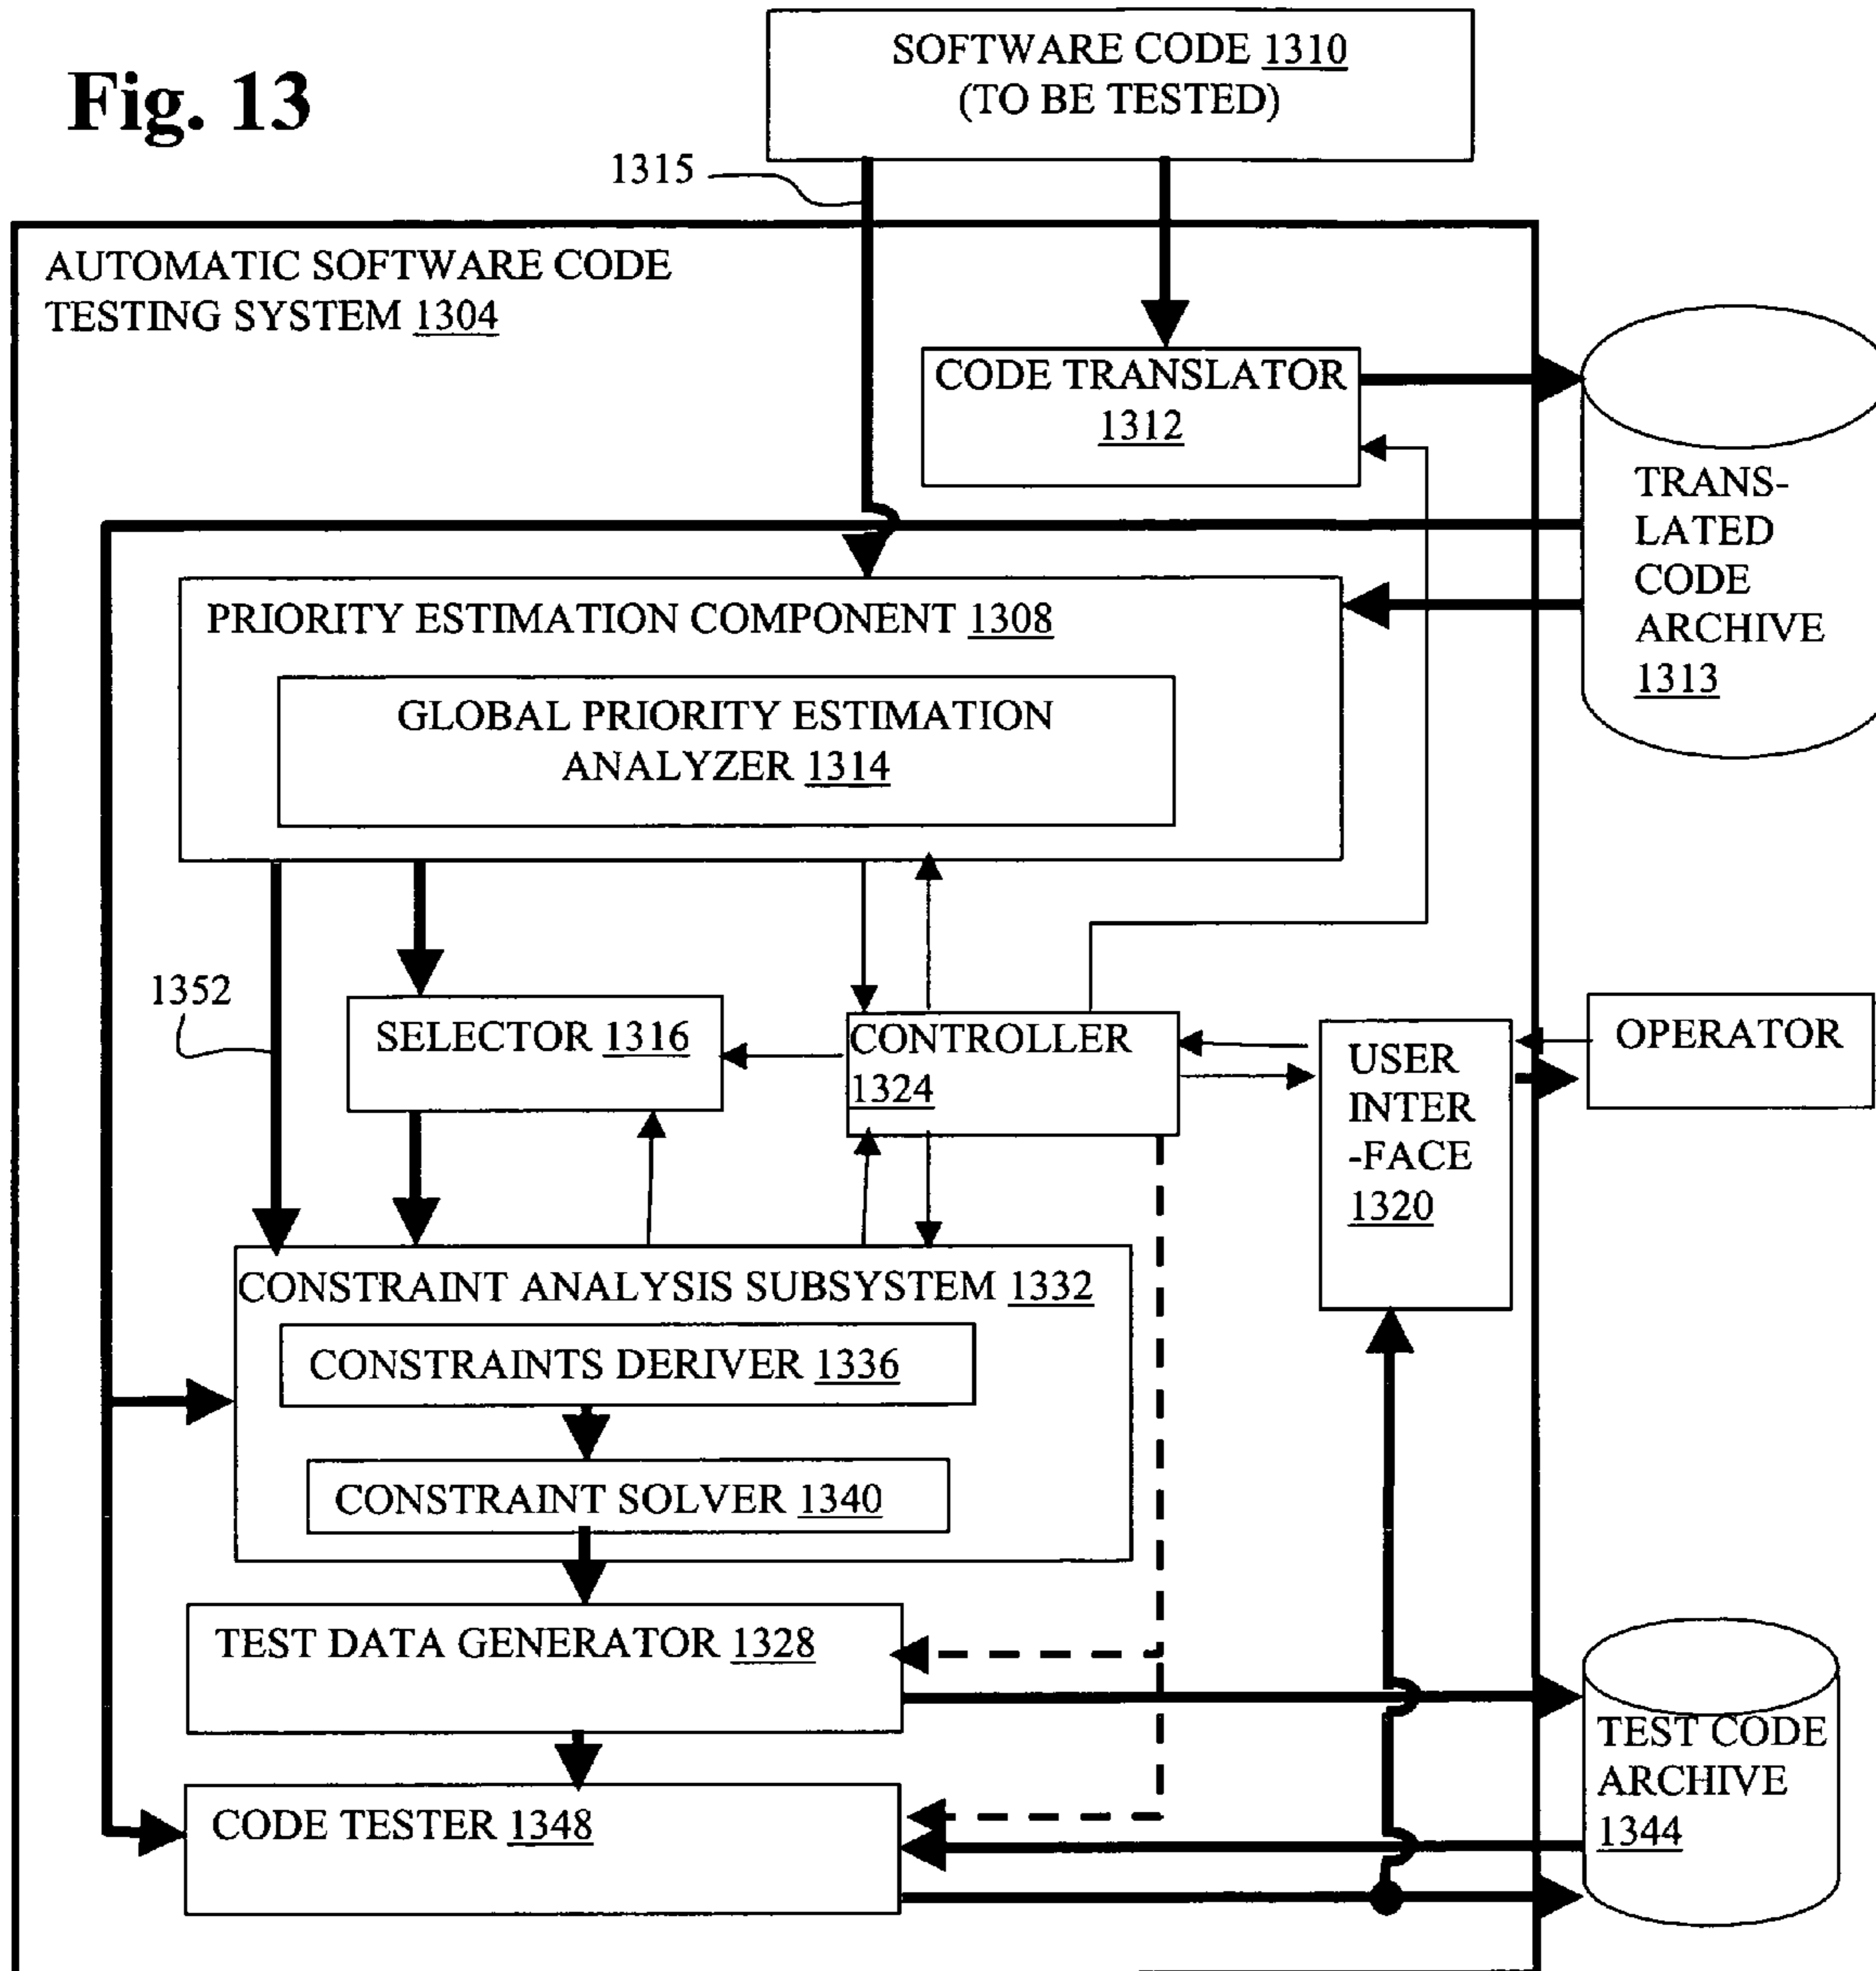 Fig. 13
SOFTWARE CODE 1310
(TO BE TESTED)
1315
AUTOMATIC SOFTWARE CODE
TESTING SYSTEM 1304
CODE TRANSLATOR
1312
TRANS-
LATED
CODE
ARCHIVE
1313
PRIORITY ESTIMATION COMPONENT 1308
GLOBAL PRIORITY ESTIMATION
ANALYZER 1314
1352
SELECTOR 1316
CONTROLLER
1324
USER
INTER
-FACE
1320
OPERATOR
CONSTRAINT ANALYSIS SUBSYSTEM 1332
CONSTRAINTS DERIVER 1336
CONSTRAINT SOLVER 1340
TEST DATA GENERATOR 1328
TEST CODE
ARCHIVE
1344
CODE TESTER 1348